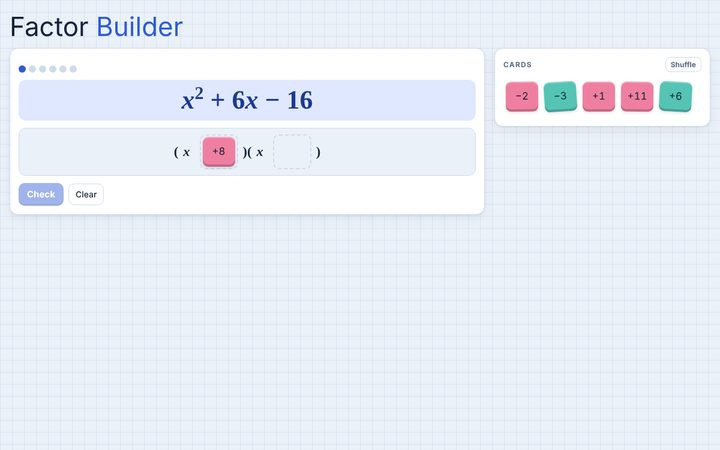 Factor Builder
x² + 6x − 16
( x +8 )( x )
Check Clear
CARDS Shuffle
−2 −3 +1 +11 +6